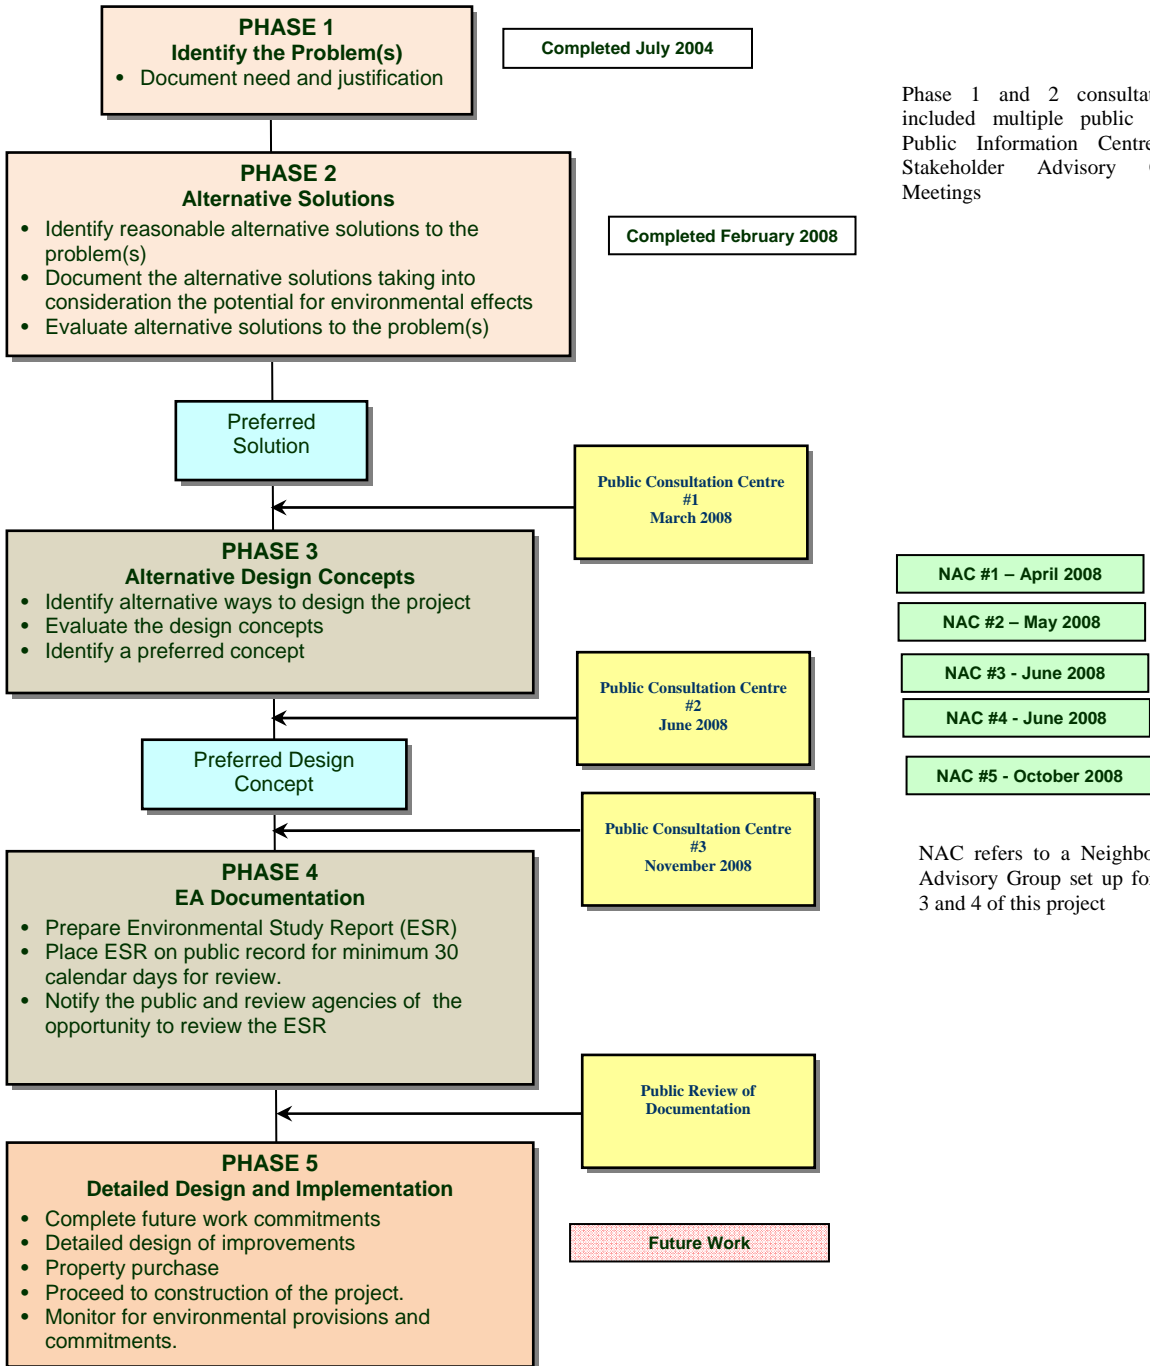 PHASE 1
Identify the Problem(s)
• Document need and justification
Completed July 2004
Phase 1 and 2
included multiple public
Public Information
Stakeholder Advisory
Meetings
PHASE 2
Alternative Solutions
• Identify reasonable alternative solutions to the
problem(s)
• Document the alternative solutions taking into
consideration the potential for environmental effects
• Evaluate alternative solutions to the problem(s)
Completed February 2008
Preferred
Solution
Public Consultation Centre
#1
March 2008
PHASE 3
Alternative Design Concepts
• Identify alternative ways to design the project
• Evaluate the design concepts
• Identify a preferred concept
NAC #1 – April 2008
NAC #2 – May 2008
NAC #3 - June 2008
NAC #4 - June 2008
NAC #5 - October 2008
Public Consultation Centre
#2
June 2008
Preferred Design
Concept
Public Consultation Centre
#3
November 2008
NAC refers to a
Advisory Group set up
3 and 4 of this project
PHASE 4
EA Documentation
• Prepare Environmental Study Report (ESR)
• Place ESR on public record for minimum 30
calendar days for review.
• Notify the public and review agencies of the
opportunity to review the ESR
Public Review of
Documentation
PHASE 5
Detailed Design and Implementation
• Complete future work commitments
• Detailed design of improvements
• Property purchase
• Proceed to construction of the project.
• Monitor for environmental provisions and
commitments.
Future Work